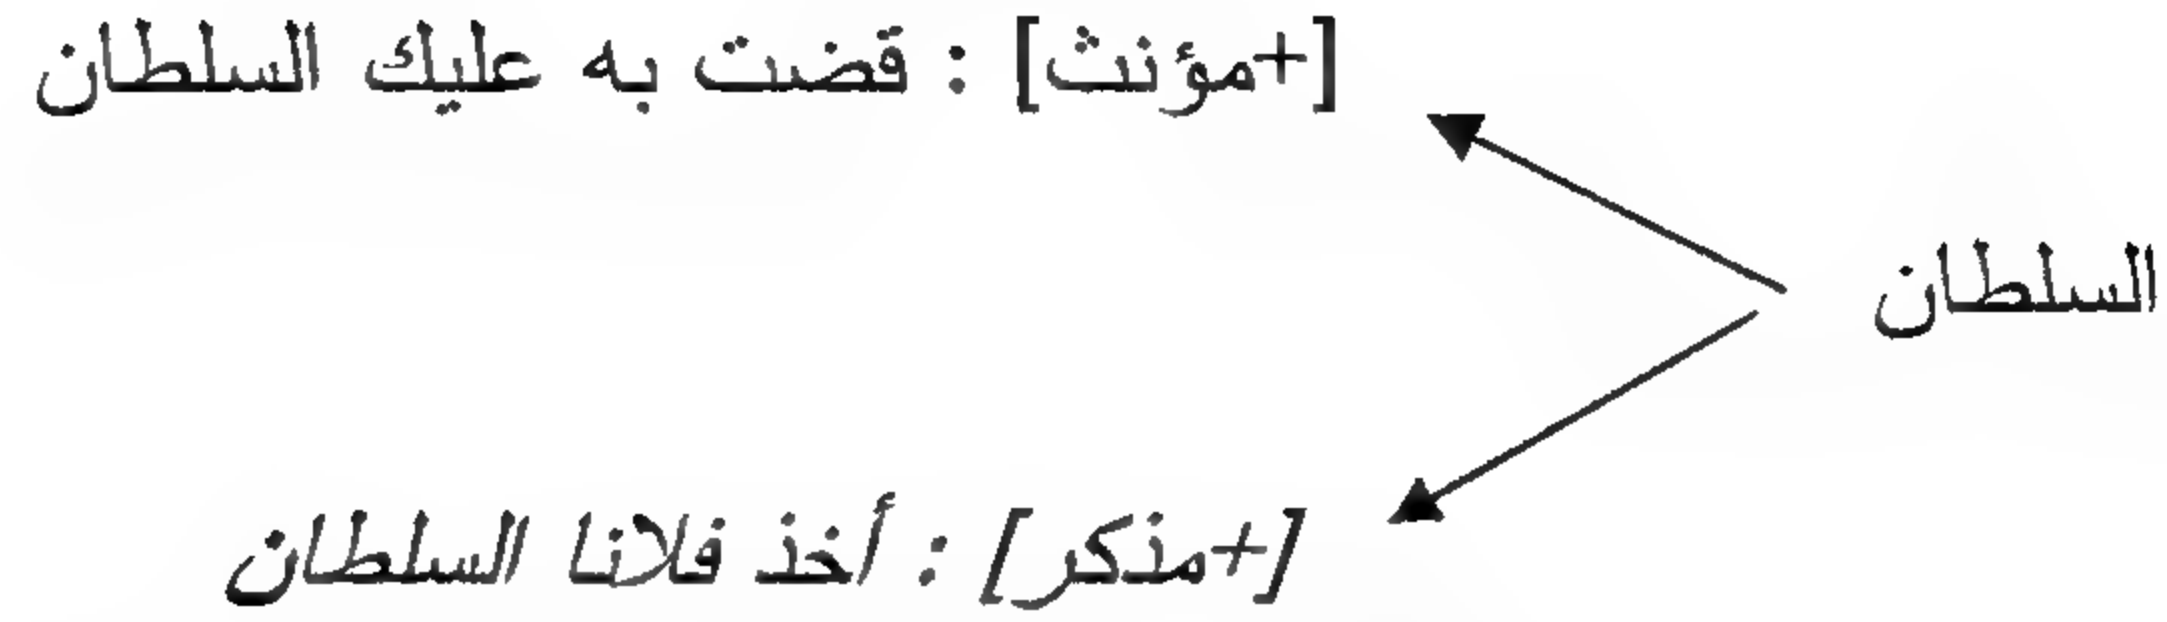 [+مؤنث] : قضت به عليك السلطان
السلطان
[+مذكر] : أخذ فلانا السلطان